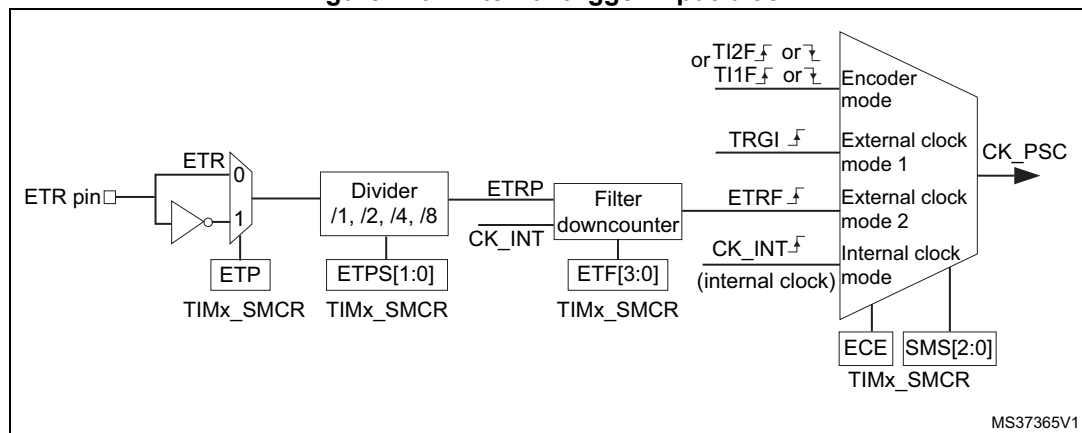 or TI2F or
TI1F or
Encoder
mode
TRGI
External clock
mode 1
CK_PSC
ETR
0
ETR pin
1
Divider
/1, /2, /4, /8
ETRP
CK_INT
Filter
downcounter
ETRF
External clock
mode 2
CK_INT
(internal clock)
Internal clock
mode
ETP
TIMx_SMCR
ETPS[1:0]
TIMx_SMCR
ETF[3:0]
TIMx_SMCR
ECE
SMS[2:0]
TIMx_SMCR
MS37365V1